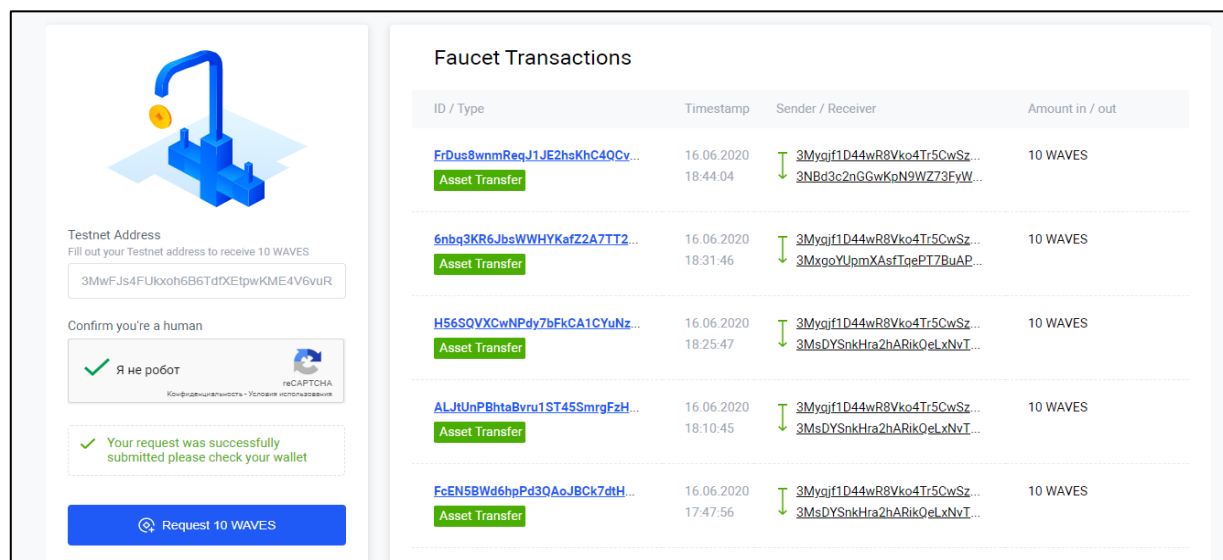 Testnet Address
Fill out your Testnet address to receive 10 WAVES
3MwFJs4FUkxoh6B6TdfXEtpwKME4V6vuR
Confirm you're a human
Я не робот
reCAPTCHA
Конфиденциальность - Условия использования
Your request was successfully
submitted please check your wallet
Request 10 WAVES
Faucet Transactions
ID / Type Timestamp Sender / Receiver Amount in / out
FrDus8wnmReqJ1JE2hsKhC4QCv... 16.06.2020 3Myqjf1D44wR8Vko4Tr5CwSz... 10 WAVES
Asset Transfer 18:44:04 3NBd3c2nGGwKpN9WZ73FyW...
6nbq3KR6JbsWWHYKafZ2A7TT2... 16.06.2020 3Myqjf1D44wR8Vko4Tr5CwSz... 10 WAVES
Asset Transfer 18:31:46 3MxgoYUpmXAsfTqePT7BuAP...
H56SQVXCwNPdy7bFkCA1CYuNz... 16.06.2020 3Myqjf1D44wR8Vko4Tr5CwSz... 10 WAVES
Asset Transfer 18:25:47 3MsDYSnkHra2hARikQeLxNvT...
ALJtUnPBhtaBvru1ST45SmrgFzH... 16.06.2020 3Myqjf1D44wR8Vko4Tr5CwSz... 10 WAVES
Asset Transfer 18:10:45 3MsDYSnkHra2hARikQeLxNvT...
FcEN5BWd6hpPd3QAoJBCk7dtH... 16.06.2020 3Myqjf1D44wR8Vko4Tr5CwSz... 10 WAVES
Asset Transfer 17:47:56 3MsDYSnkHra2hARikQeLxNvT...